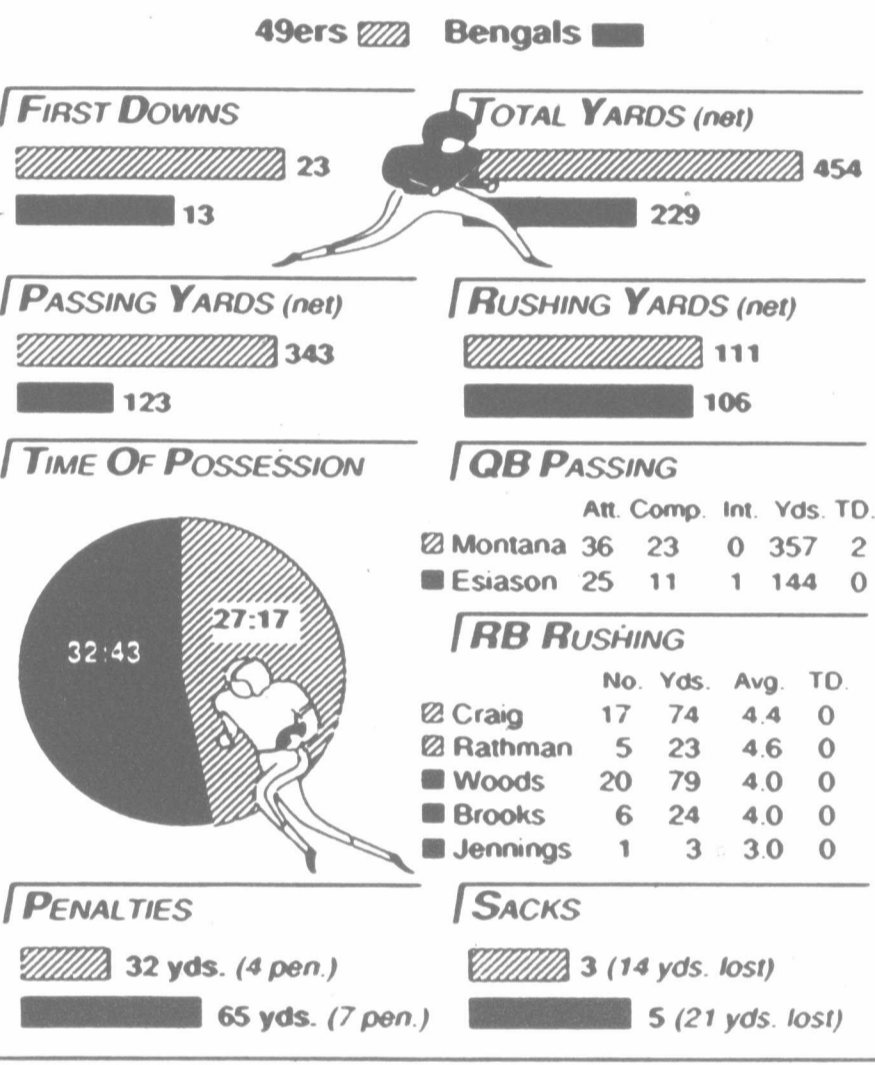 49ers Bengals
FIRST DOWNS
23
13
TOTAL YARDS (net)
454
229
PASSING YARDS (net)
343
123
RUSHING YARDS (net)
111
106
TIME OF POSSESSION
27:17
32:43
QB PASSING
Att. Comp. Int. Yds. TD.
Montana 36 23 0 357 2
Esiason 25 11 1 144 0
RB RUSHING
No. Yds. Avg. TD.
Craig 17 74 4.4 0
Rathman 5 23 4.6 0
Woods 20 79 4.0 0
Brooks 6 24 4.0 0
Jennings 1 3 3.0 0
PENALTIES
32 yds. (4 pen.)
65 yds. (7 pen.)
SACKS
3 (14 yds. lost)
5 (21 yds. lost)